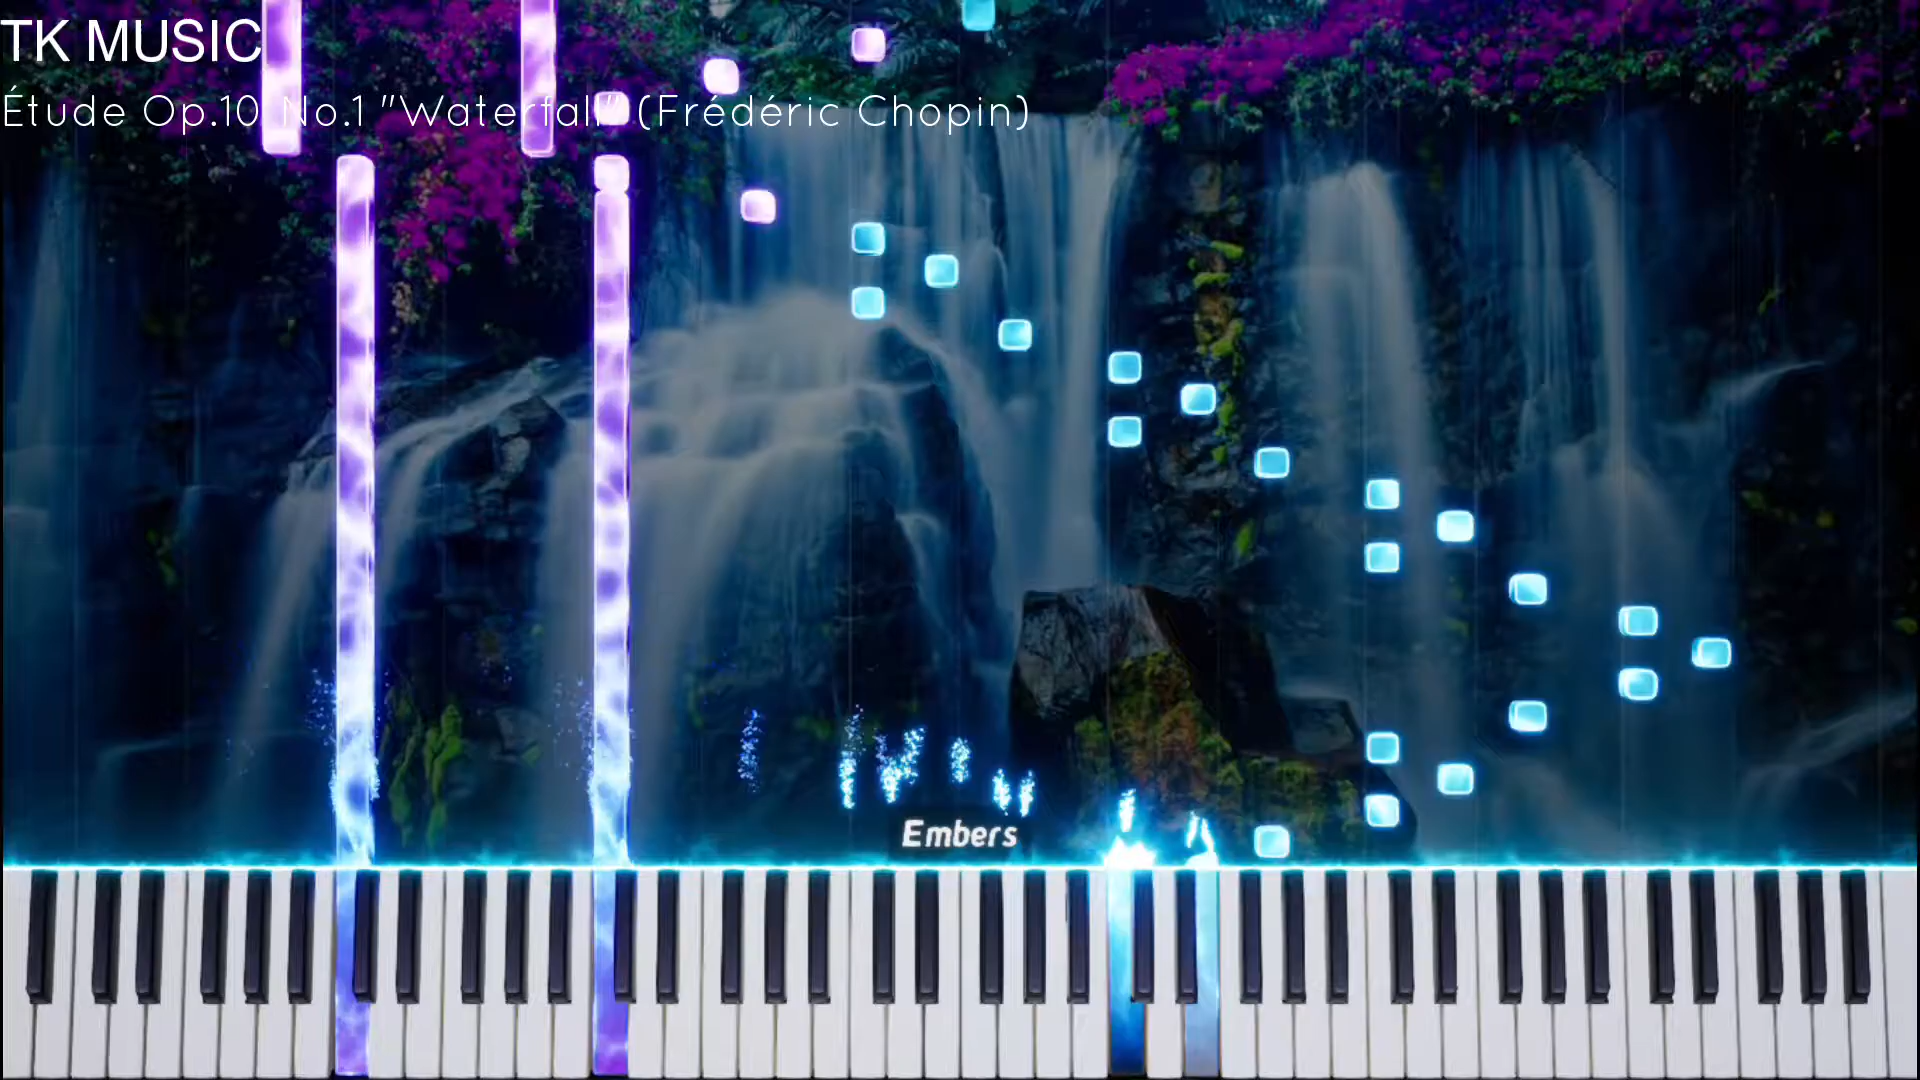 TK MUSIC
Étude Op.10 No.1 "Waterfall" (Frédéric Chopin)
Embers